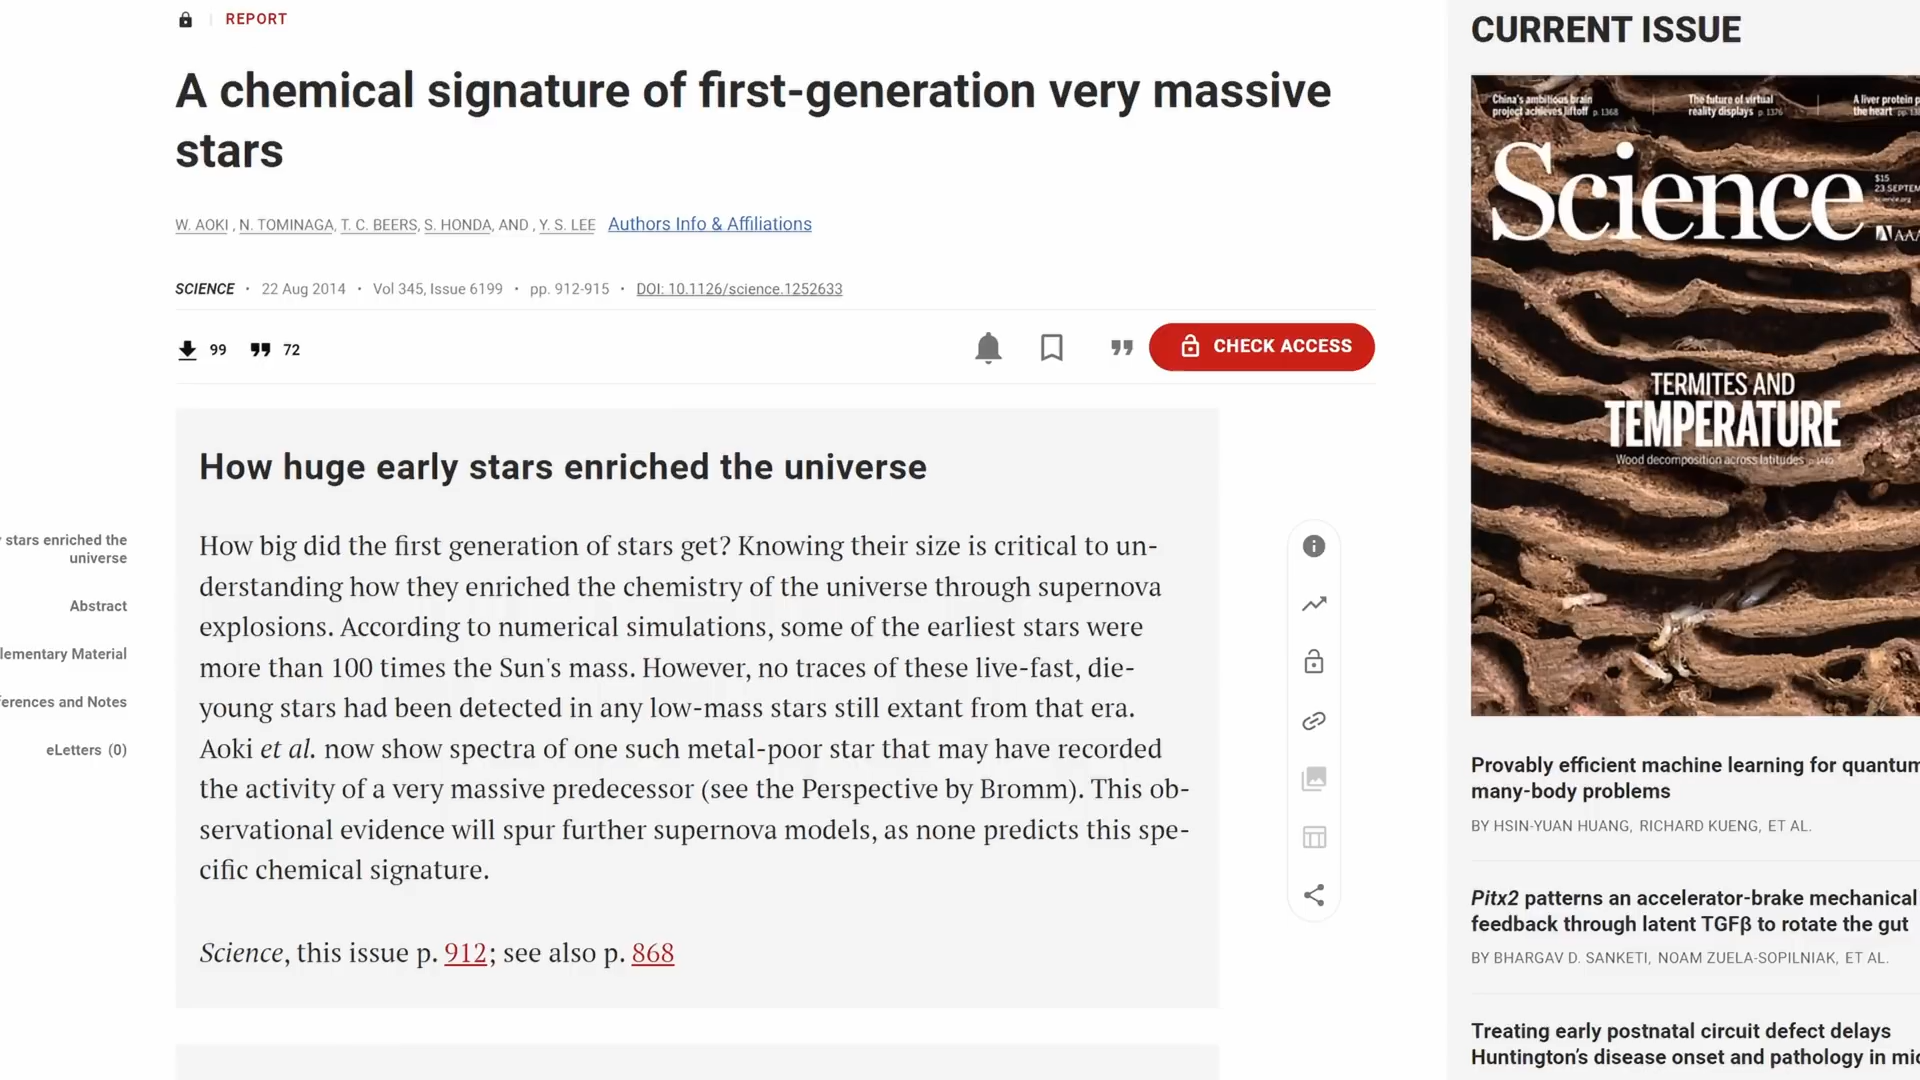 REPORT
A chemical signature of first-generation very massive
stars
W. AOKI , N. TOMINAGA, T. C. BEERS, S. HONDA, AND , Y. S. LEE Authors Info & Affiliations
SCIENCE • 22 Aug 2014 • Vol 345, Issue 6199 • pp. 912-915 • DOI: 10.1126/science.1252633
99 72
CHECK ACCESS
stars enriched the
universe
Abstract
lementary Material
ferences and Notes
eLetters (0)
How huge early stars enriched the universe
How big did the first generation of stars get? Knowing their size is critical to un-
derstanding how they enriched the chemistry of the universe through supernova
explosions. According to numerical simulations, some of the earliest stars were
more than 100 times the Sun's mass. However, no traces of these live-fast, die-
young stars had been detected in any low-mass stars still extant from that era.
Aoki et al. now show spectra of one such metal-poor star that may have recorded
the activity of a very massive predecessor (see the Perspective by Bromm). This ob-
servational evidence will spur further supernova models, as none predicts this spe-
cific chemical signature.
Science, this issue p. 912; see also p. 868
CURRENT ISSUE
China's ambitious brain
project achieves liftoff p. 1368
The future of virtual
reality displays p. 1376
A liver protein p
the heart
Science
$15
23 SEPTEM
AAA
TERMITES AND
TEMPERATURE
Wood decomposition across latitudes
Provably efficient machine learning for quantum
many-body problems
BY HSIN-YUAN HUANG, RICHARD KUENG, ET AL.
Pitx2 patterns an accelerator-brake mechanical
feedback through latent TGFβ to rotate the gut
BY BHARGAV D. SANKETI, NOAM ZUELA-SOPILNIAK, ET AL.
Treating early postnatal circuit defect delays
Huntington's disease onset and pathology in mic